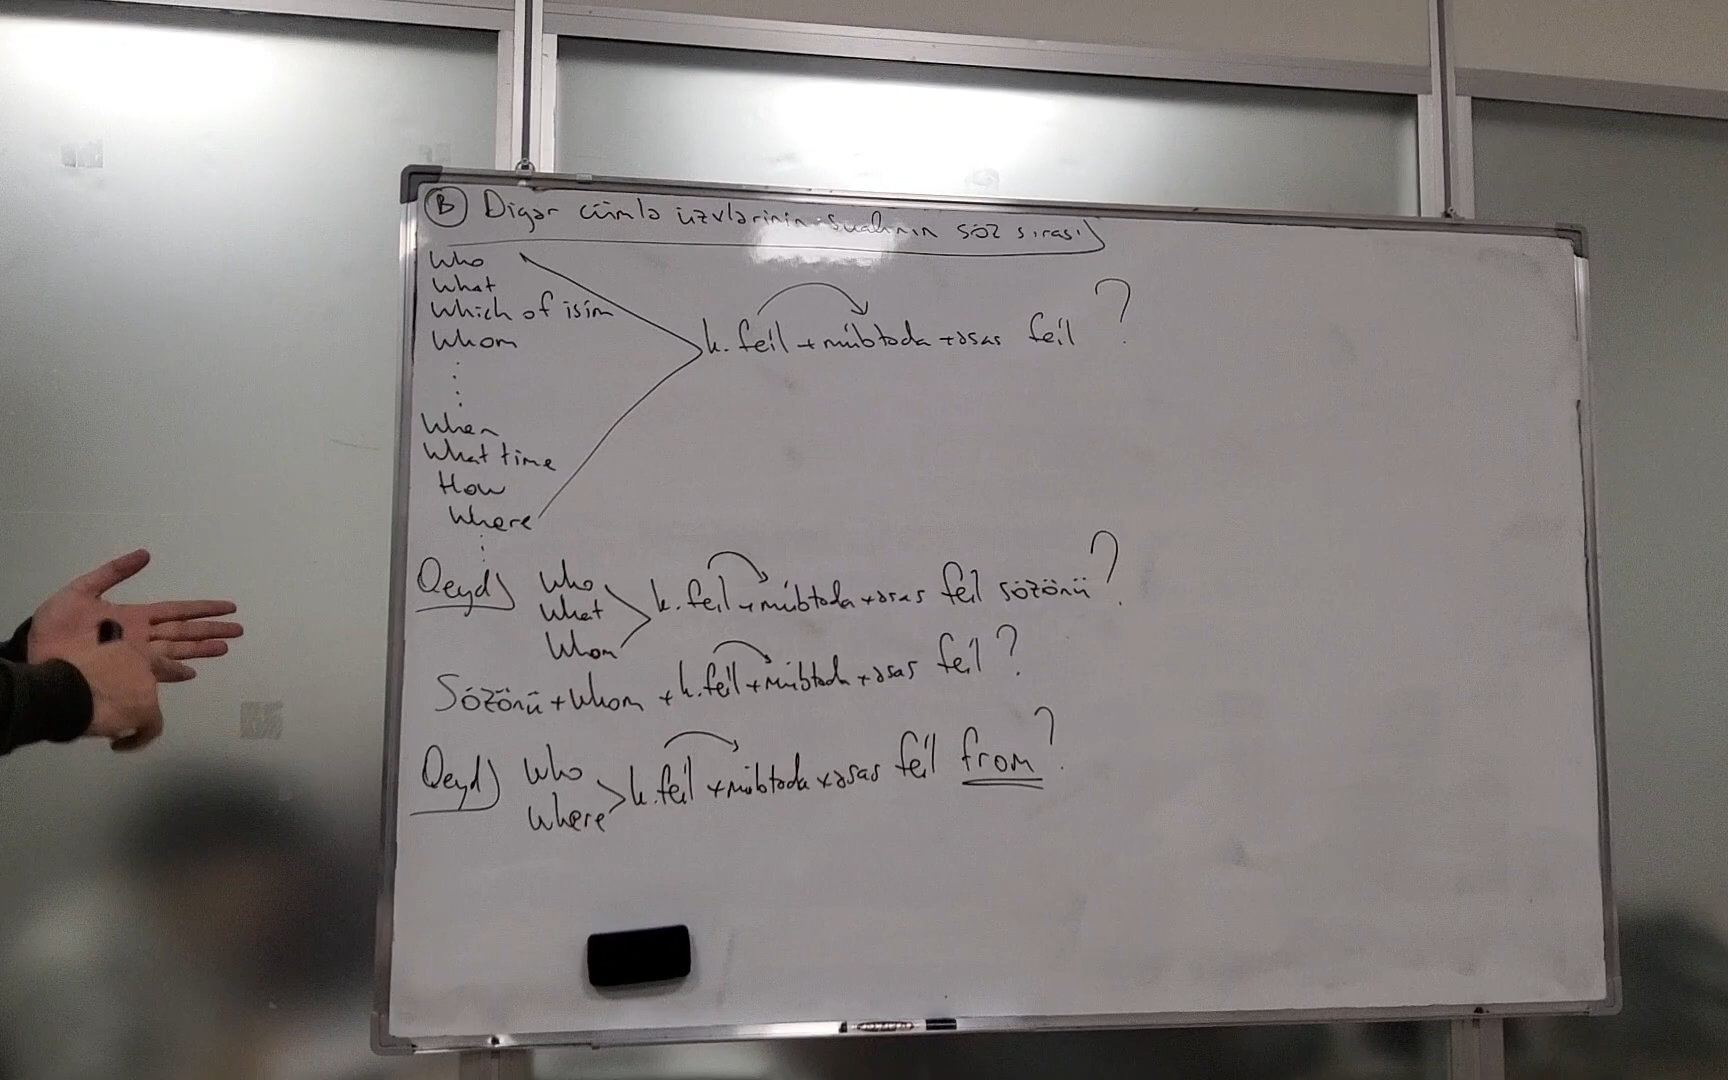 B) Digər cümlə üzvlərinin sualının söz sırası
Who
What
Which of isim
Whom
k. feil + mübtəda + əsas feil ?
When
What time
How
Where
Qeyd) Who
What
Whom
k. feil + mübtəda + əsas feil sözönü ?
Sözönü + whom + k. feil + mübtəda + əsas feil ?
Qeyd) Who
Where
k. feil + mübtəda + əsas feil from ?